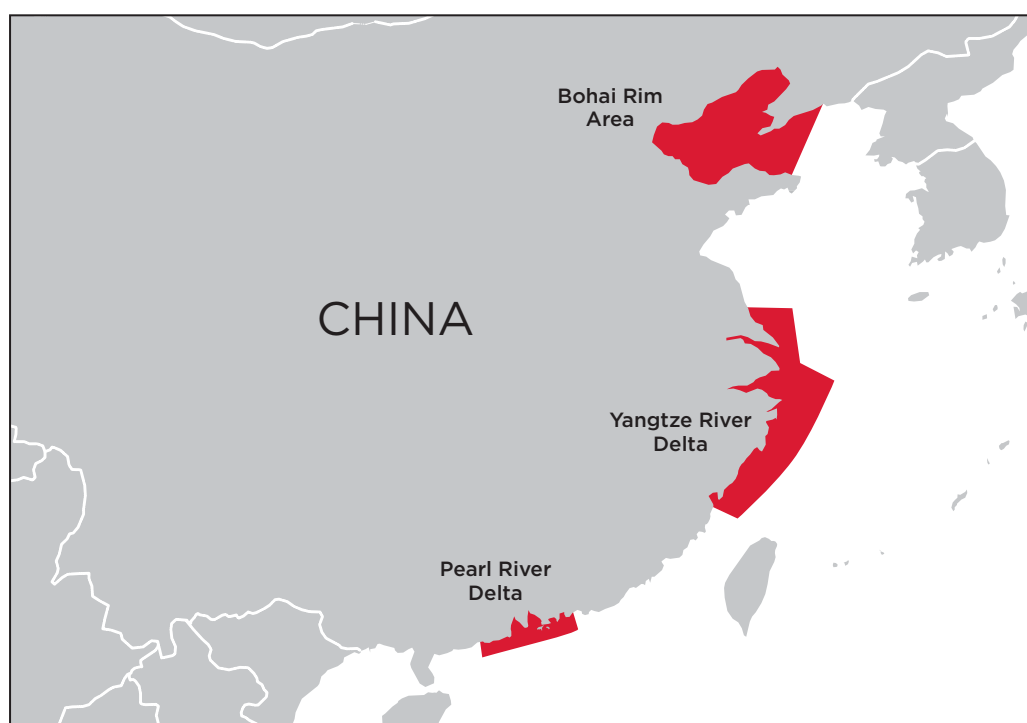 Bohai Rim
Area
CHINA
Yangtze River
Delta
Pearl River
Delta